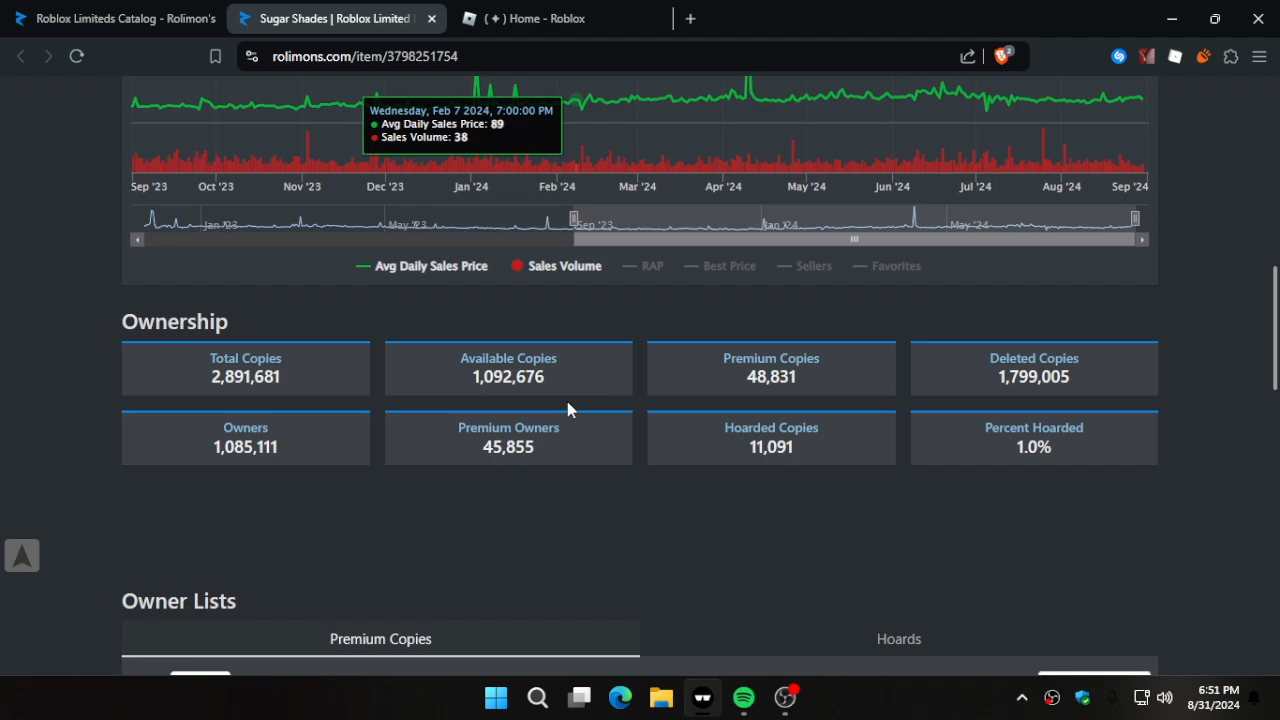 Roblox Limiteds Catalog - Rolimon's
Sugar Shades | Roblox Limited
( ✦ ) Home - Roblox
rolimons.com/item/3798251754
2
Wednesday, Feb 7 2024, 7:00:00 PM
Avg Daily Sales Price: 89
Sales Volume: 38
Sep '23 Oct '23 Nov '23 Dec '23 Jan '24 Feb '24 Mar '24 Apr '24 May '24 Jun '24 Jul '24 Aug '24 Sep '24
Jan '23 May '23 Sep '23 Jan '24 May '24
Avg Daily Sales Price Sales Volume RAP Best Price Sellers Favorites
Ownership
Total Copies Available Copies Premium Copies Deleted Copies
2,891,681 1,092,676 48,831 1,799,005
Owners Premium Owners Hoarded Copies Percent Hoarded
1,085,111 45,855 11,091 1.0%
Owner Lists
Premium Copies Hoards
6:51 PM
8/31/2024